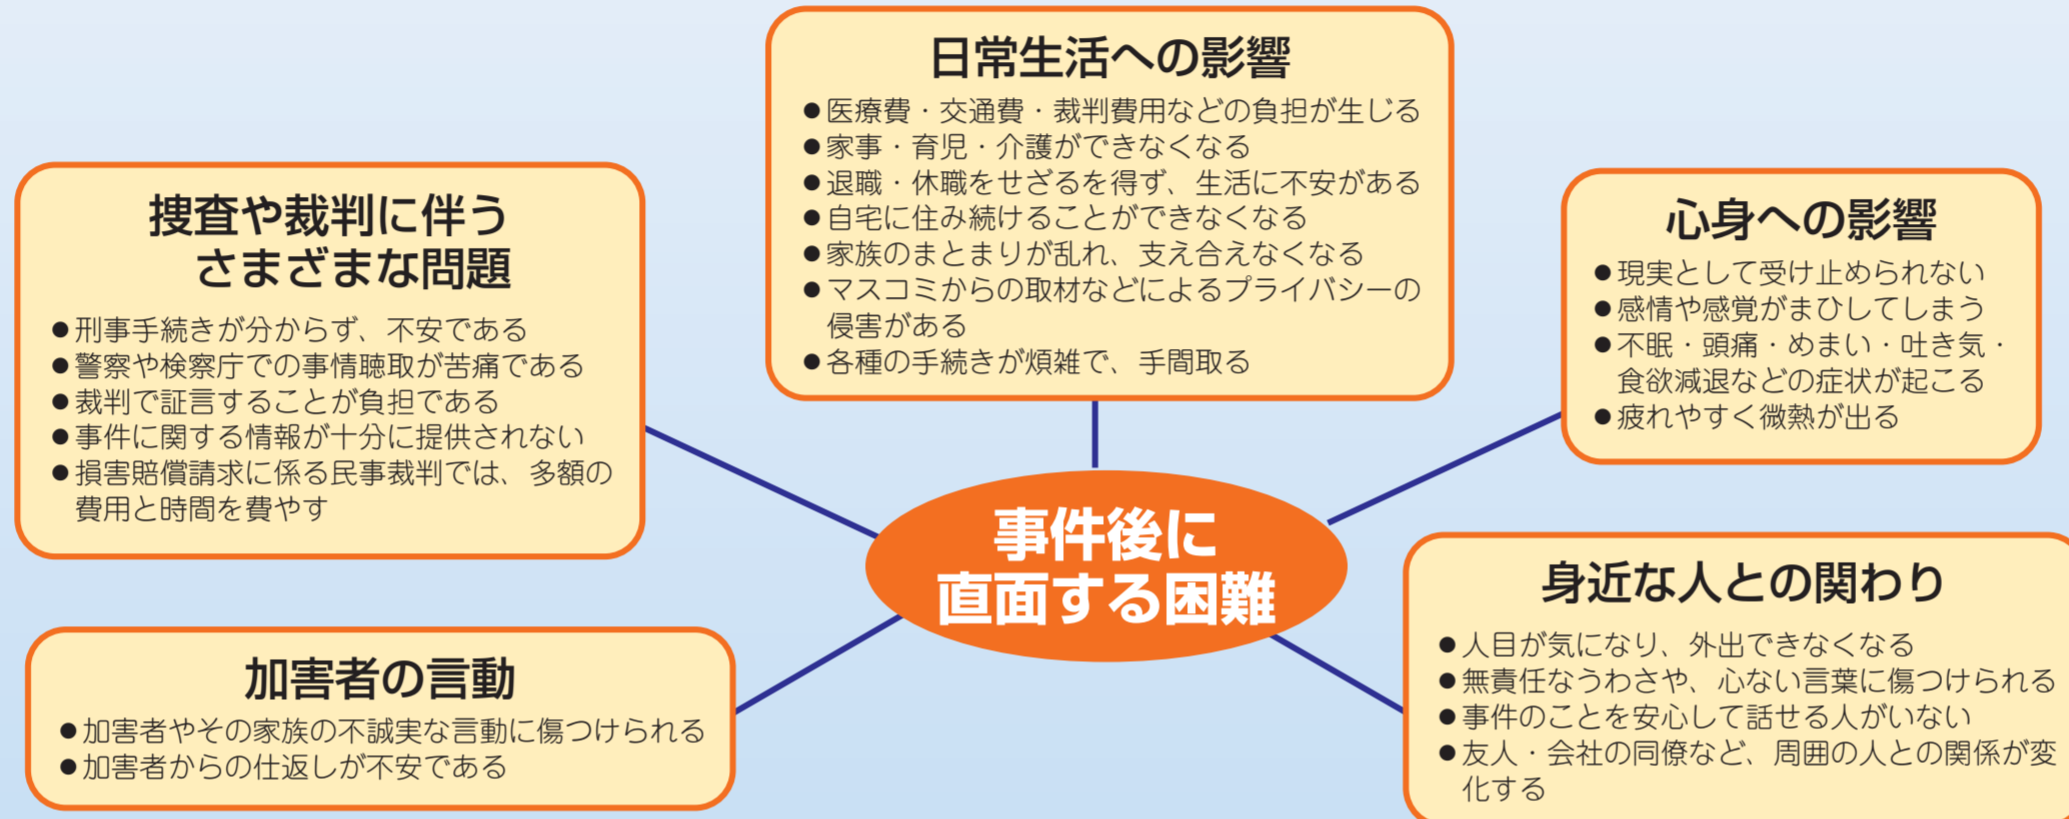 日常生活への影響
●医療費・交通費・裁判費用などの負担が生じる
●家事・育児・介護ができなくなる
●退職・休職をせざるを得ず、生活に不安がある
●自宅に住み続けることができなくなる
●家族のまとまりが乱れ、支え合えなくなる
●マスコミからの取材などによるプライバシーの
侵害がある
●各種の手続きが煩雑で、手間取る
捜査や裁判に伴う
さまざまな問題
●刑事手続きが分からず、不安である
●警察や検察庁での事情聴取が苦痛である
●裁判で証言することが負担である
●事件に関する情報が十分に提供されない
●損害賠償請求に係る民事裁判では、多額の
費用と時間を費やす
心身への影響
●現実として受け止められない
●感情や感覚がまひしてしまう
●不眠・頭痛・めまい・吐き気・
食欲減退などの症状が起こる
●疲れやすく微熱が出る
事件後に
直面する困難
加害者の言動
●加害者やその家族の不誠実な言動に傷つけられる
●加害者からの仕返しが不安である
身近な人との関わり
●人目が気になり、外出できなくなる
●無責任なうわさや、心ない言葉に傷つけられる
●事件のことを安心して話せる人がいない
●友人・会社の同僚など、周囲の人との関係が変
化する